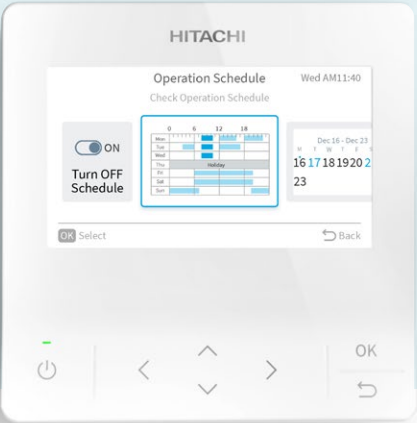 HITACHI
Operation Schedule
Wed AM11:40
Check Operation Schedule
ON
Turn OFF
Schedule
0 6 12 18
Mon
Tue
Wed
Thu Holiday
Fri
Sat
Sun
Dec 16 - Dec 23
M T W T F S
16 17 18 19 20 2
23
OK Select
Back
OK